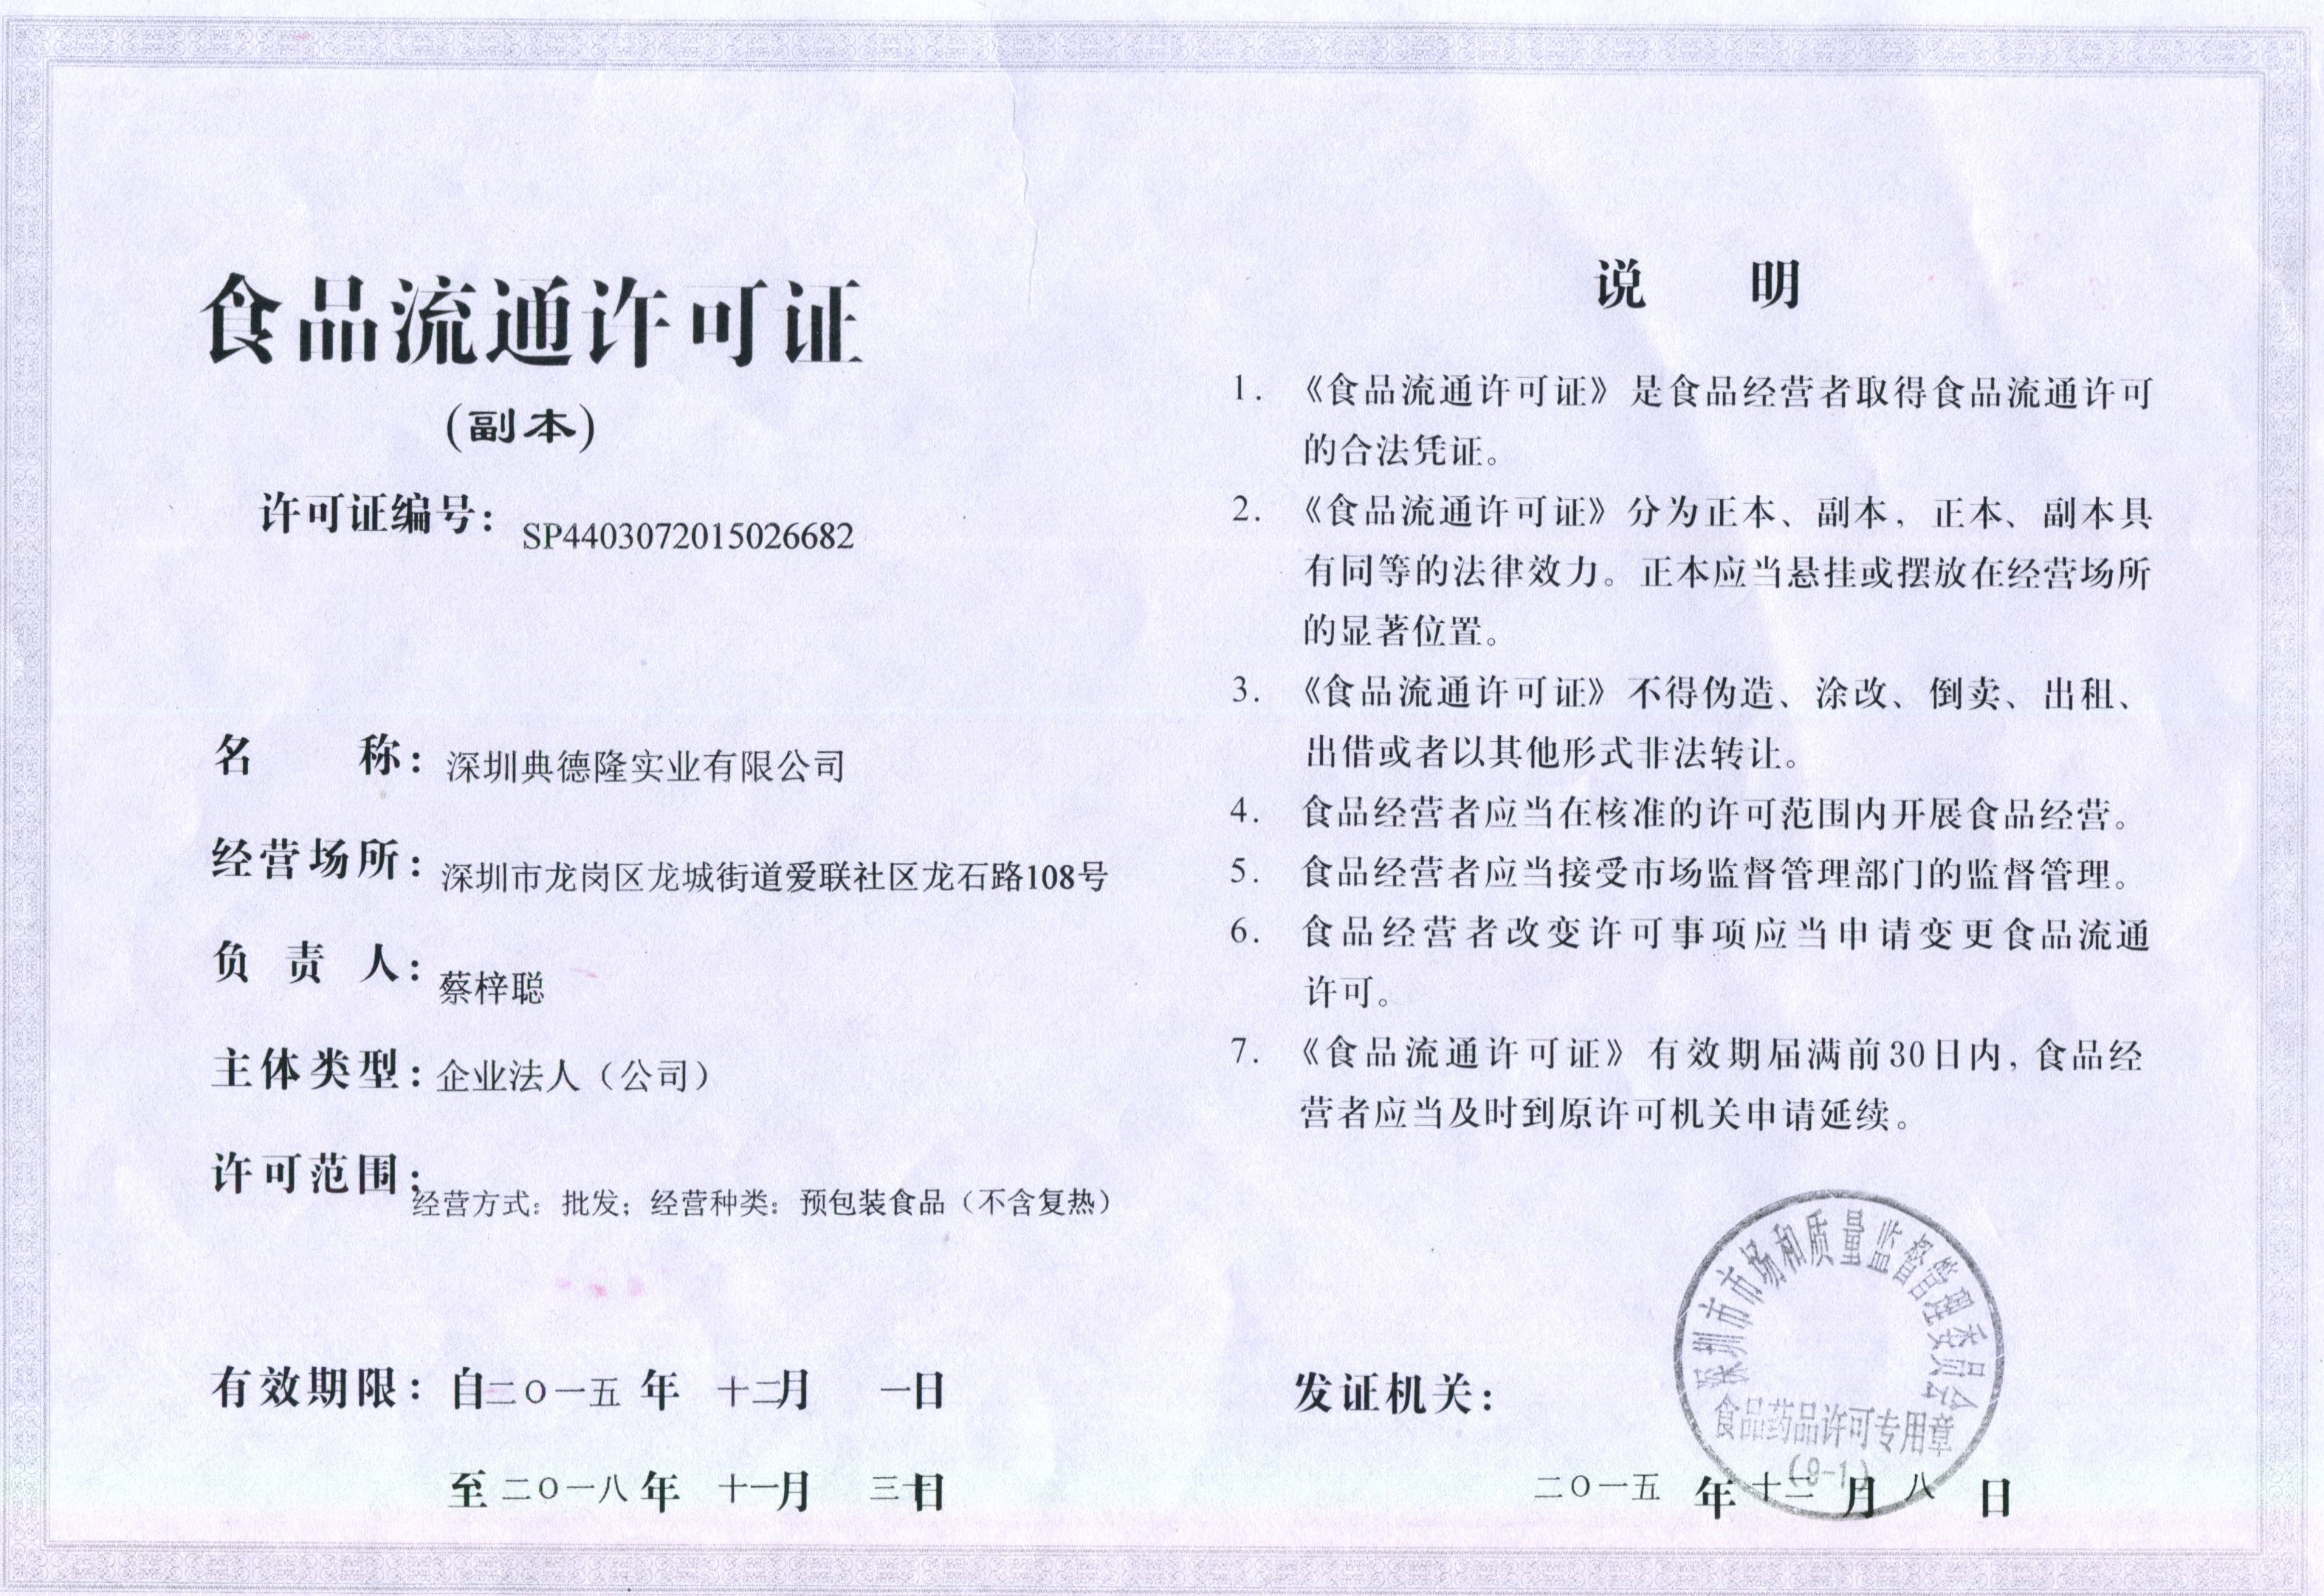 食品流通许可证
(副本)
许可证编号：SP4403072015026682
名 称：深圳典德隆实业有限公司
经营场所：深圳市龙岗区龙城街道爱联社区龙石路108号
负责人：蔡梓聪
主体类型：企业法人（公司）
许可范围：经营方式：批发；经营种类：预包装食品（不含复热）
有效期限：自二〇一五年 十二月 一日
至二〇一八年 十一月 三十日
说 明
1. 《食品流通许可证》是食品经营者取得食品流通许可
的合法凭证。
2. 《食品流通许可证》分为正本、副本，正本、副本具
有同等的法律效力。正本应当悬挂或摆放在经营场所
的显著位置。
3. 《食品流通许可证》不得伪造、涂改、倒卖、出租、
出借或者以其他形式非法转让。
4. 食品经营者应当在核准的许可范围内开展食品经营。
5. 食品经营者应当接受市场监督管理部门的监督管理。
6. 食品经营者改变许可事项应当申请变更食品流通
许可。
7. 《食品流通许可证》有效期届满前30日内，食品经
营者应当及时到原许可机关申请延续。
发证机关：
深圳市市场和质量监督管理委员会
食品药品许可专用章
二〇一五年十二月八日